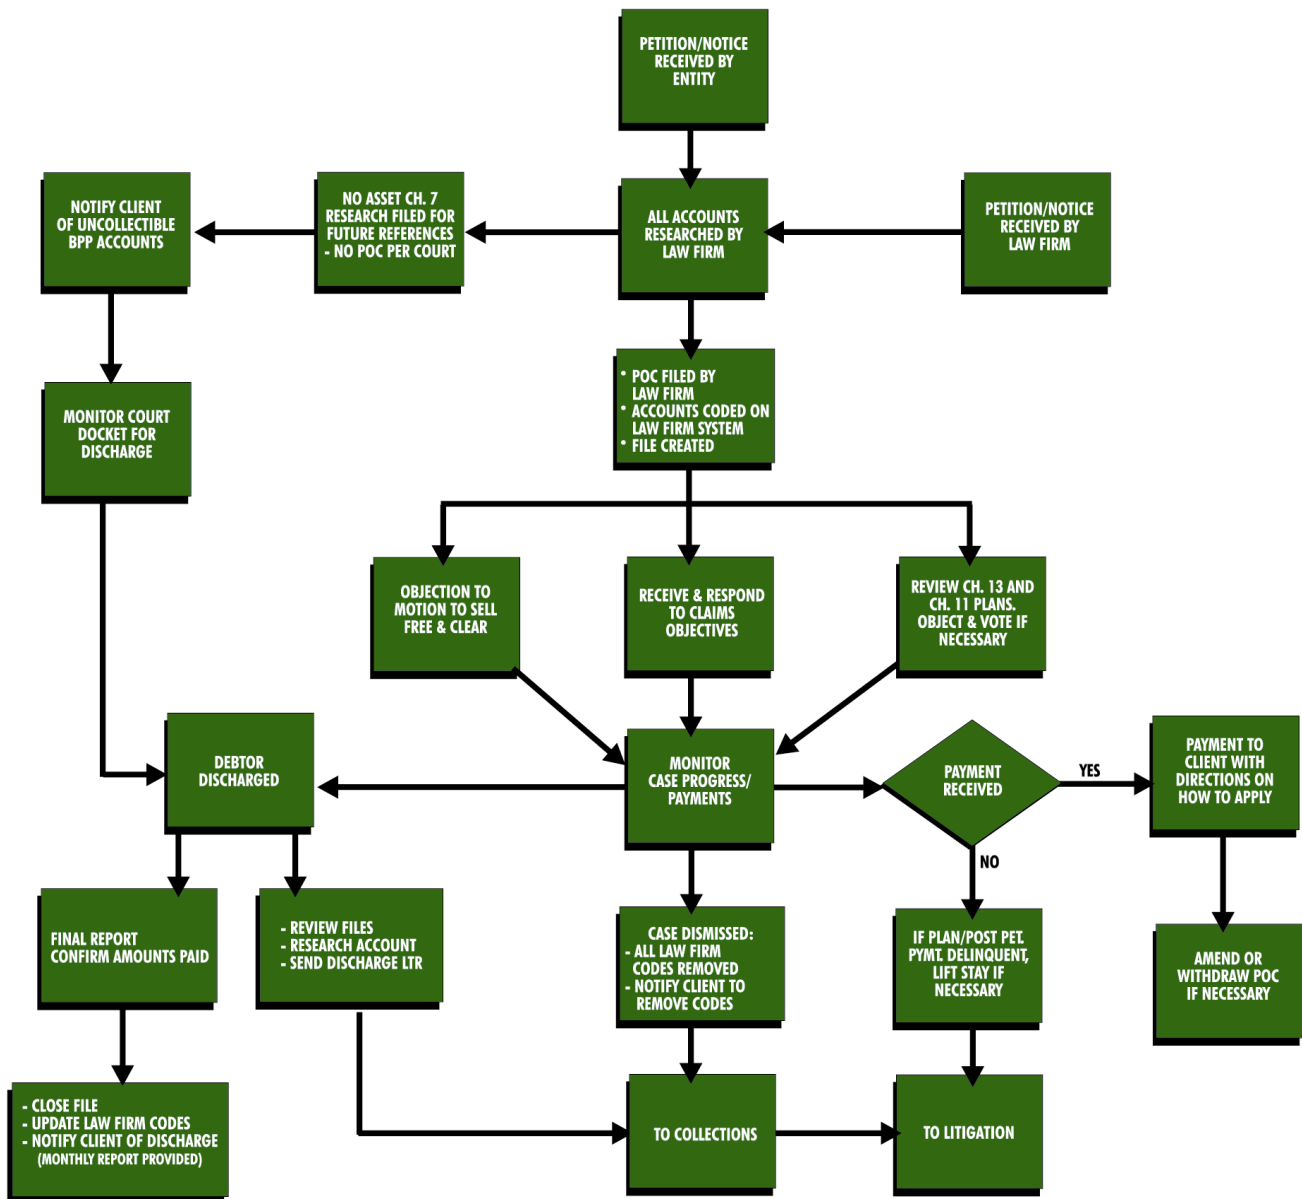 PETITION/NOTICE
RECEIVED BY
ENTITY
NOTIFY CLIENT
OF UNCOLLECTIBLE
BPP ACCOUNTS
NO ASSET CH. 7
RESEARCH FILED FOR
FUTURE REFERENCES
- NO POC PER COURT
ALL ACCOUNTS
RESEARCHED BY
LAW FIRM
PETITION/NOTICE
RECEIVED BY
LAW FIRM
MONITOR COURT
DOCKET FOR
DISCHARGE
• POC FILED BY
LAW FIRM
• ACCOUNTS CODED ON
LAW FIRM SYSTEM
• FILE CREATED
OBJECTION TO
MOTION TO SELL
FREE & CLEAR
RECEIVE & RESPOND
TO CLAIMS
OBJECTIVES
REVIEW CH. 13 AND
CH. 11 PLANS.
OBJECT & VOTE IF
NECESSARY
DEBTOR
DISCHARGED
MONITOR
CASE PROGRESS/
PAYMENTS
PAYMENT
RECEIVED
YES
PAYMENT TO
CLIENT WITH
DIRECTIONS ON
HOW TO APPLY
NO
FINAL REPORT
CONFIRM AMOUNTS PAID
- REVIEW FILES
- RESEARCH ACCOUNT
- SEND DISCHARGE LTR
CASE DISMISSED:
- ALL LAW FIRM
CODES REMOVED
- NOTIFY CLIENT TO
REMOVE CODES
IF PLAN/POST PET.
PYMT. DELINQUENT,
LIFT STAY IF
NECESSARY
AMEND OR
WITHDRAW POC
IF NECESSARY
- CLOSE FILE
- UPDATE LAW FIRM CODES
- NOTIFY CLIENT OF DISCHARGE
(MONTHLY REPORT PROVIDED)
TO COLLECTIONS
TO LITIGATION